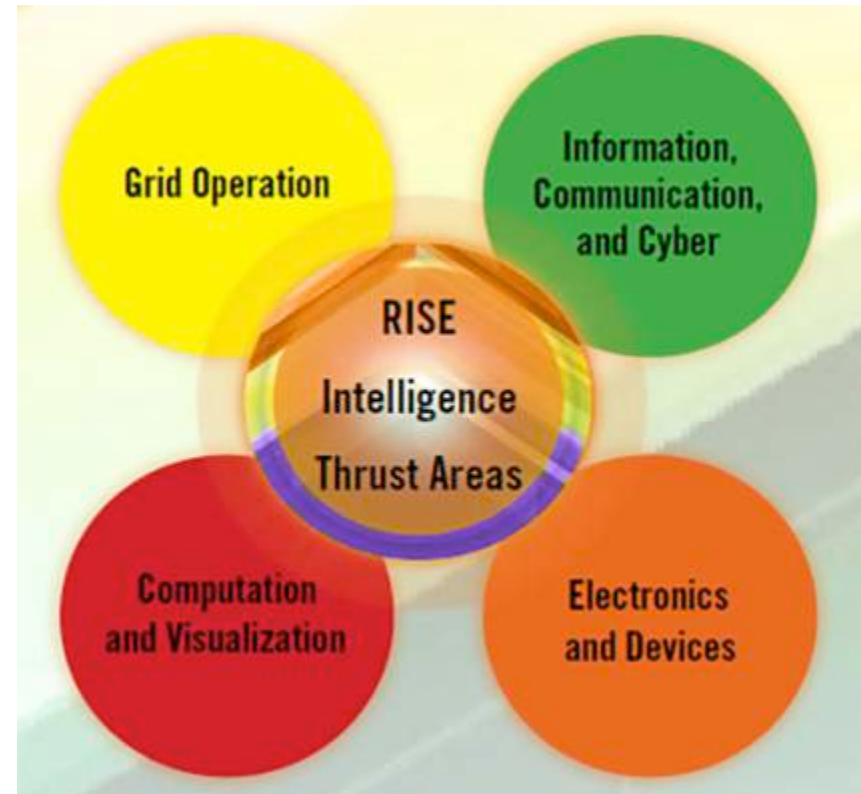 Grid Operation
Information,
Communication,
and Cyber
RISE
Intelligence
Thrust Areas
Computation
and Visualization
Electronics
and Devices